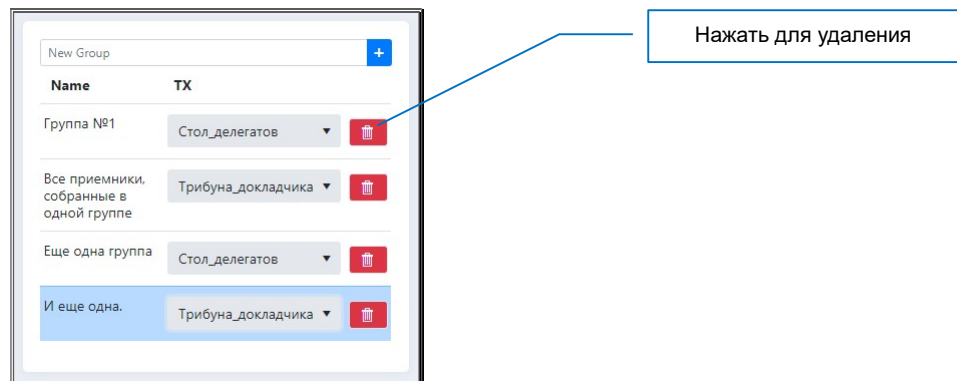 New Group
+
Нажать для удаления
Name TX
Группа №1 Стол_делегатов
Все приемники,
собранные в
одной группе
Трибуна_докладчика
Еще одна группа Стол_делегатов
И еще одна. Трибуна_докладчика